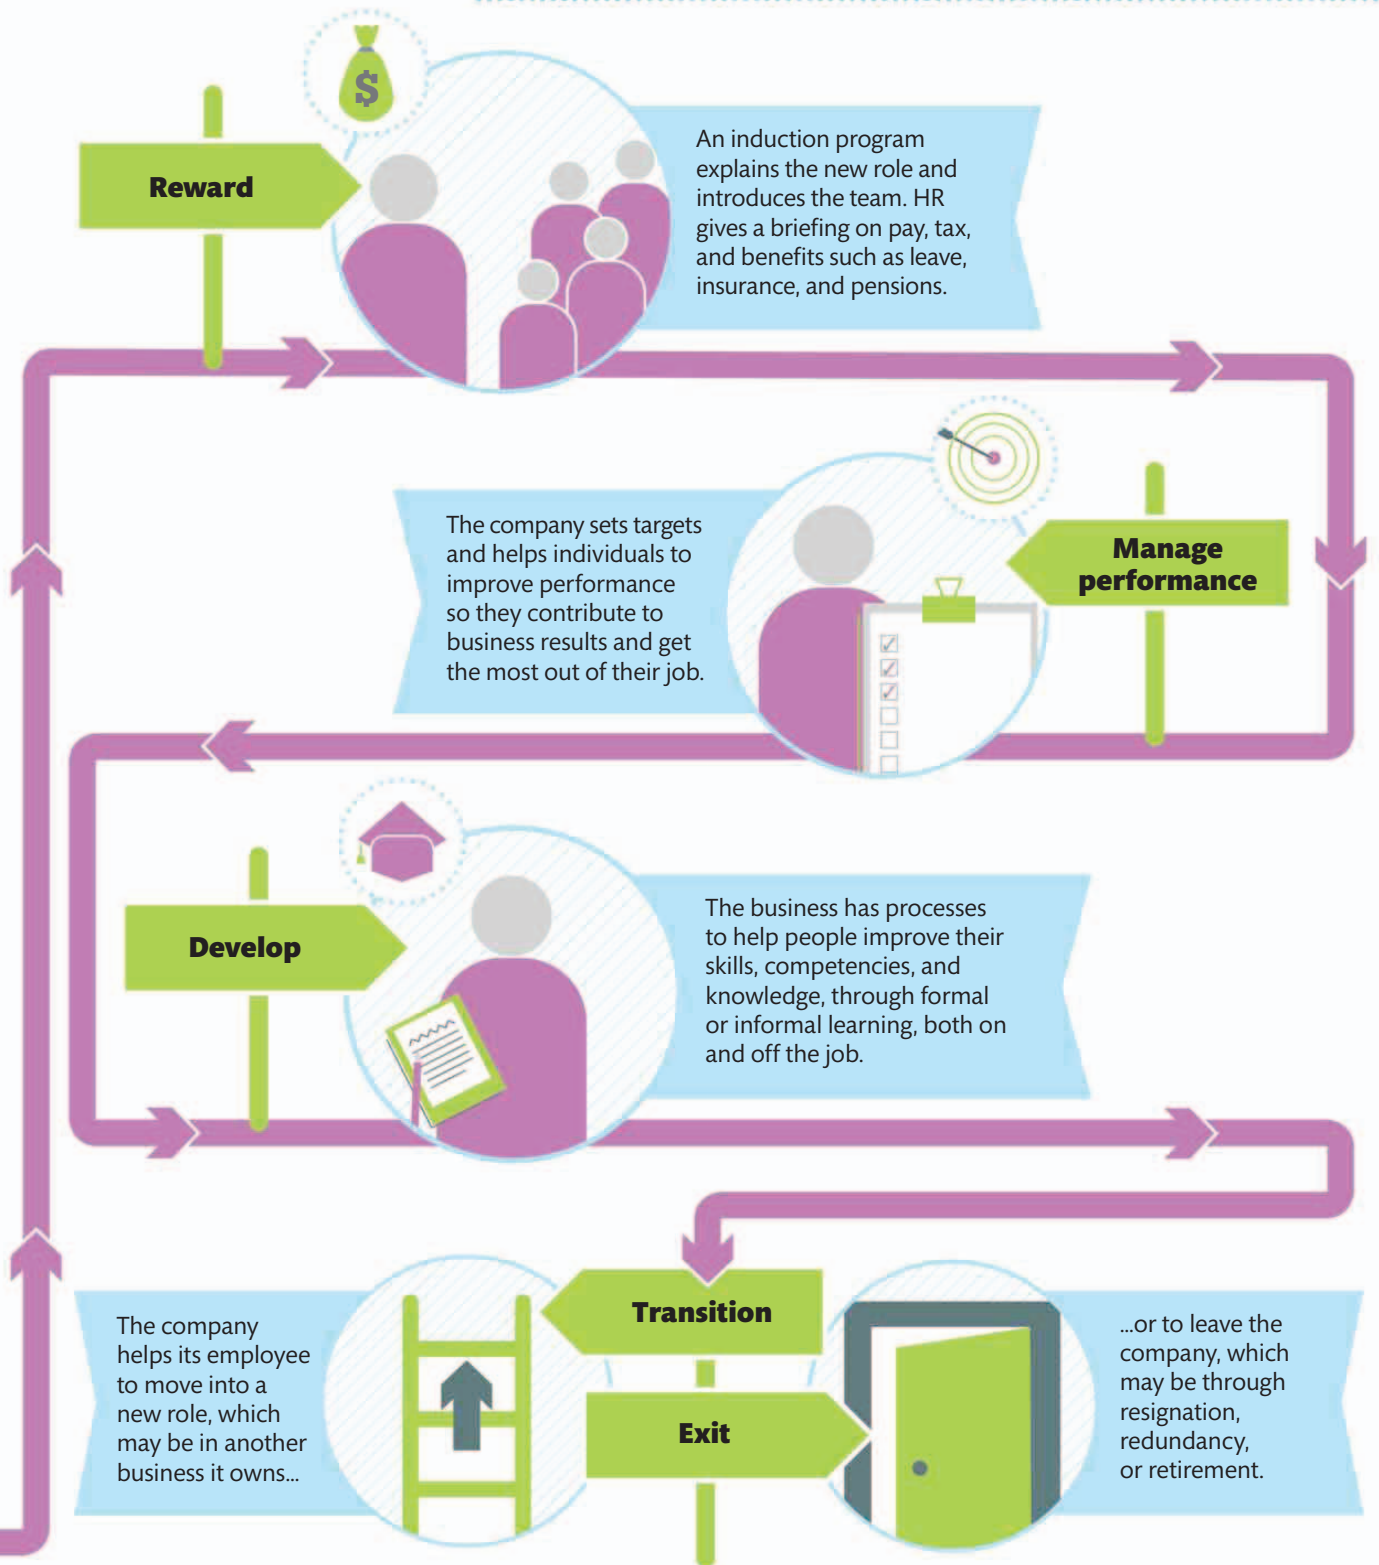 $
Reward
An induction program
explains the new role and
introduces the team. HR
gives a briefing on pay, tax,
and benefits such as leave,
insurance, and pensions.
The company sets targets
and helps individuals to
improve performance
so they contribute to
business results and get
the most out of their job.
Manage
performance
Develop
The business has processes
to help people improve their
skills, competencies, and
knowledge, through formal
or informal learning, both on
and off the job.
The company
helps its employee
to move into a
new role, which
may be in another
business it owns...
Transition
Exit
...or to leave the
company, which
may be through
resignation,
redundancy,
or retirement.